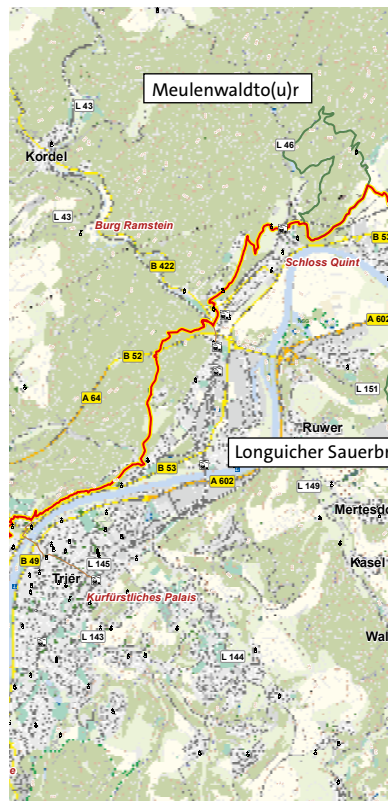 Meulenwaldto(u)r
L 43
L 46
Kordel
L 43
Burg Ramstein
B 53
Schloss Quint
B 422
A 602
B 52
L 151
A 64
Ruwer
Longuicher Sauerbr
B 53
A 602
L 149
Mertesdo
B 49
L 145
Kasel
Trier
Kurfürstliches Palais
L 143
Wal
L 144
e